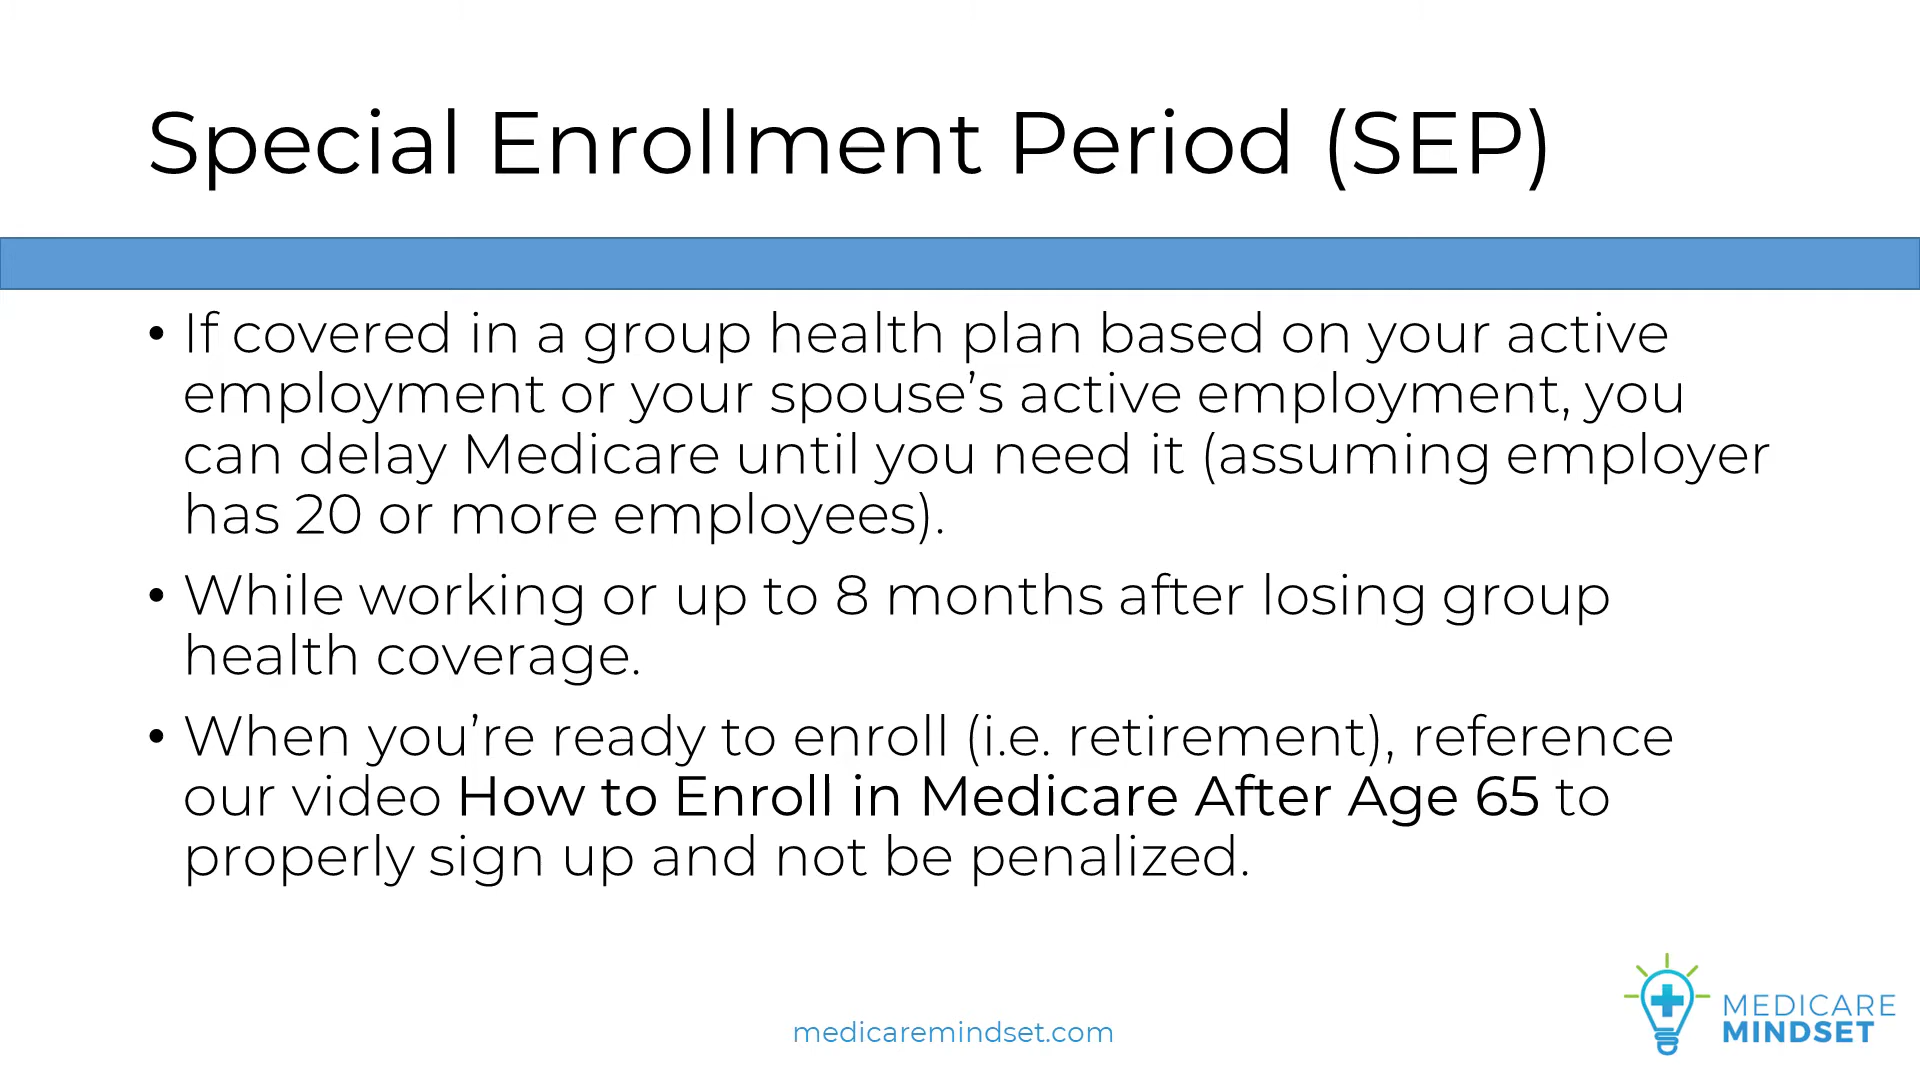 Special Enrollment Period (SEP)
• If covered in a group health plan based on your active
employment or your spouse’s active employment, you
can delay Medicare until you need it (assuming employer
has 20 or more employees).
• While working or up to 8 months after losing group
health coverage.
• When you’re ready to enroll (i.e. retirement), reference
our video How to Enroll in Medicare After Age 65 to
properly sign up and not be penalized.
medicaremindset.com
MEDICARE
MINDSET